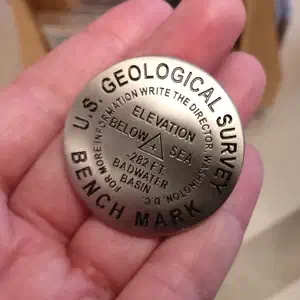 U.S. GEOLOGICAL SURVEY
BENCH MARK
FOR MORE INFORMATION WRITE THE DIRECTOR, WASHINGTON, D.C.
ELEVATION
BELOW SEA
-282 FT.
BADWATER
BASIN